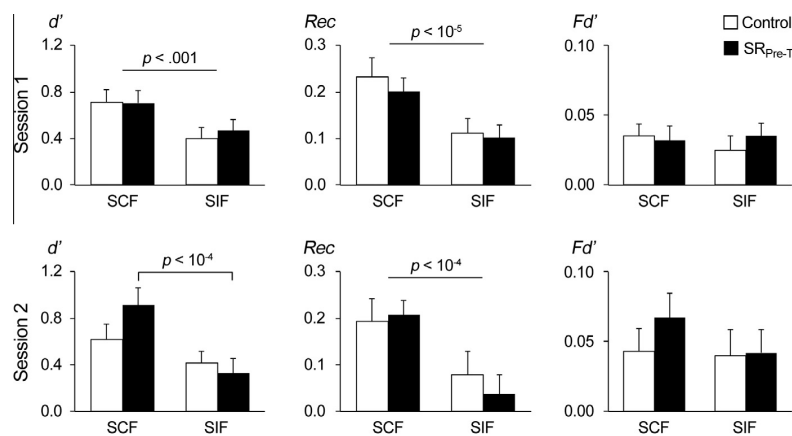 d' Rec Fd'
Control
SR Pre-T
Session 1
1.2 0.3 0.10
p < .001 p < 10-5
0.8 0.2 0.05
0.4 0.1
0.0 0.0 0.00
SCF SIF SCF SIF SCF SIF
d' Rec Fd'
Session 2
1.2 0.3 0.10
p < 10-4 p < 10-4
0.8 0.2 0.05
0.4 0.1
0.0 0.0 0.00
SCF SIF SCF SIF SCF SIF